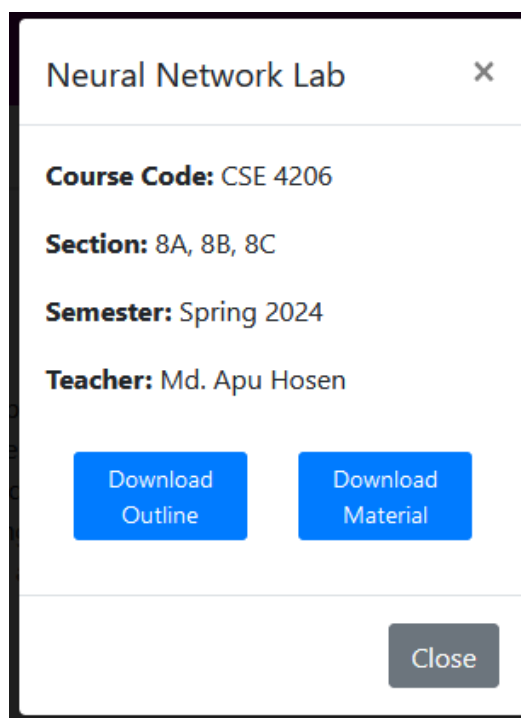 Neural Network Lab ×
Course Code: CSE 4206
Section: 8A, 8B, 8C
Semester: Spring 2024
Teacher: Md. Apu Hosen
Download
Outline
Download
Material
Close